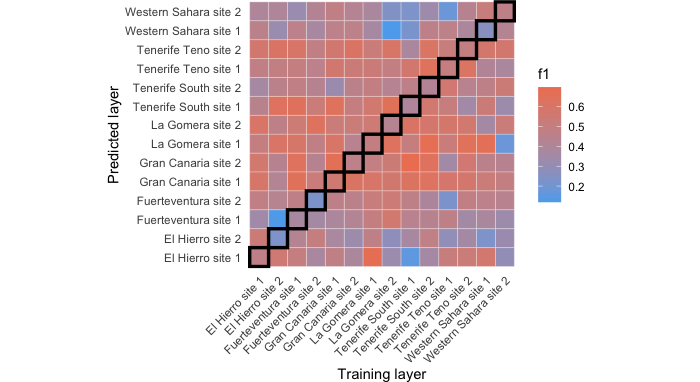 Western Sahara site 2
Western Sahara site 1
Tenerife Teno site 2
Tenerife Teno site 1
Tenerife South site 2
Tenerife South site 1
La Gomera site 2
La Gomera site 1
Gran Canaria site 2
Gran Canaria site 1
Fuerteventura site 2
Fuerteventura site 1
El Hierro site 2
El Hierro site 1
Predicted layer
El Hierro site 1
El Hierro site 2
Fuerteventura site 1
Fuerteventura site 2
Gran Canaria site 1
Gran Canaria site 2
La Gomera site 1
La Gomera site 2
Tenerife South site 1
Tenerife South site 2
Tenerife Teno site 1
Tenerife Teno site 2
Western Sahara site 1
Western Sahara site 2
Training layer
f1
0.6
0.5
0.4
0.3
0.2